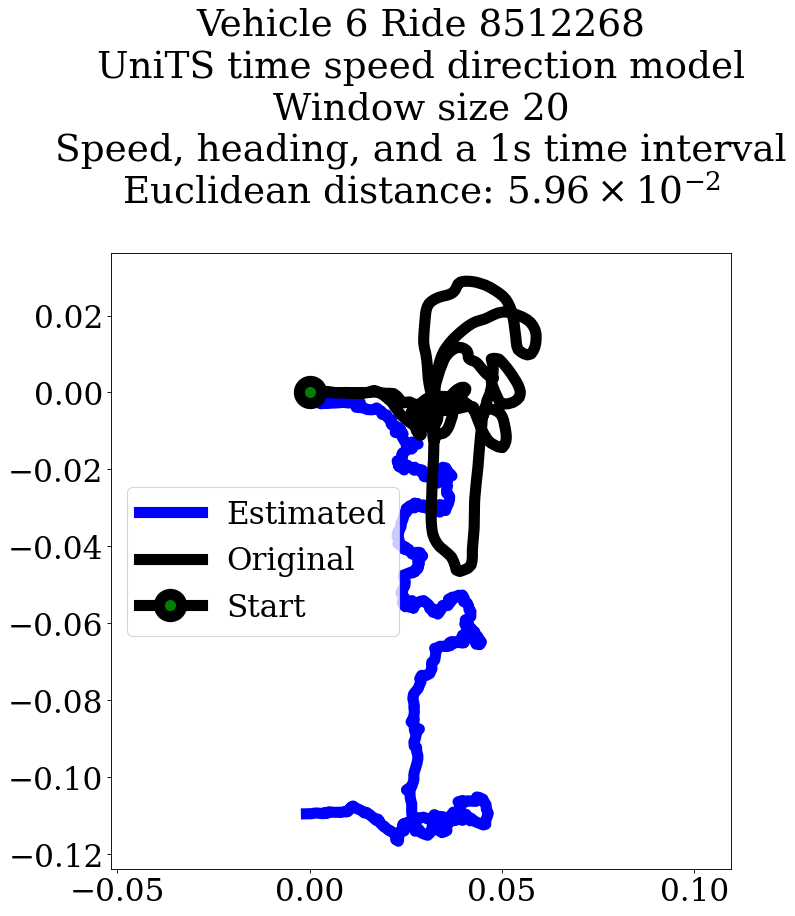 Vehicle 6 Ride 8512268
UniTS time speed direction model
Window size 20
Speed, heading, and a 1s time interval
Euclidean distance: 5.96 × 10⁻²
0.02
0.00
−0.02
−0.04
−0.06
−0.08
−0.10
−0.12
Estimated
Original
Start
−0.05 0.00 0.05 0.10